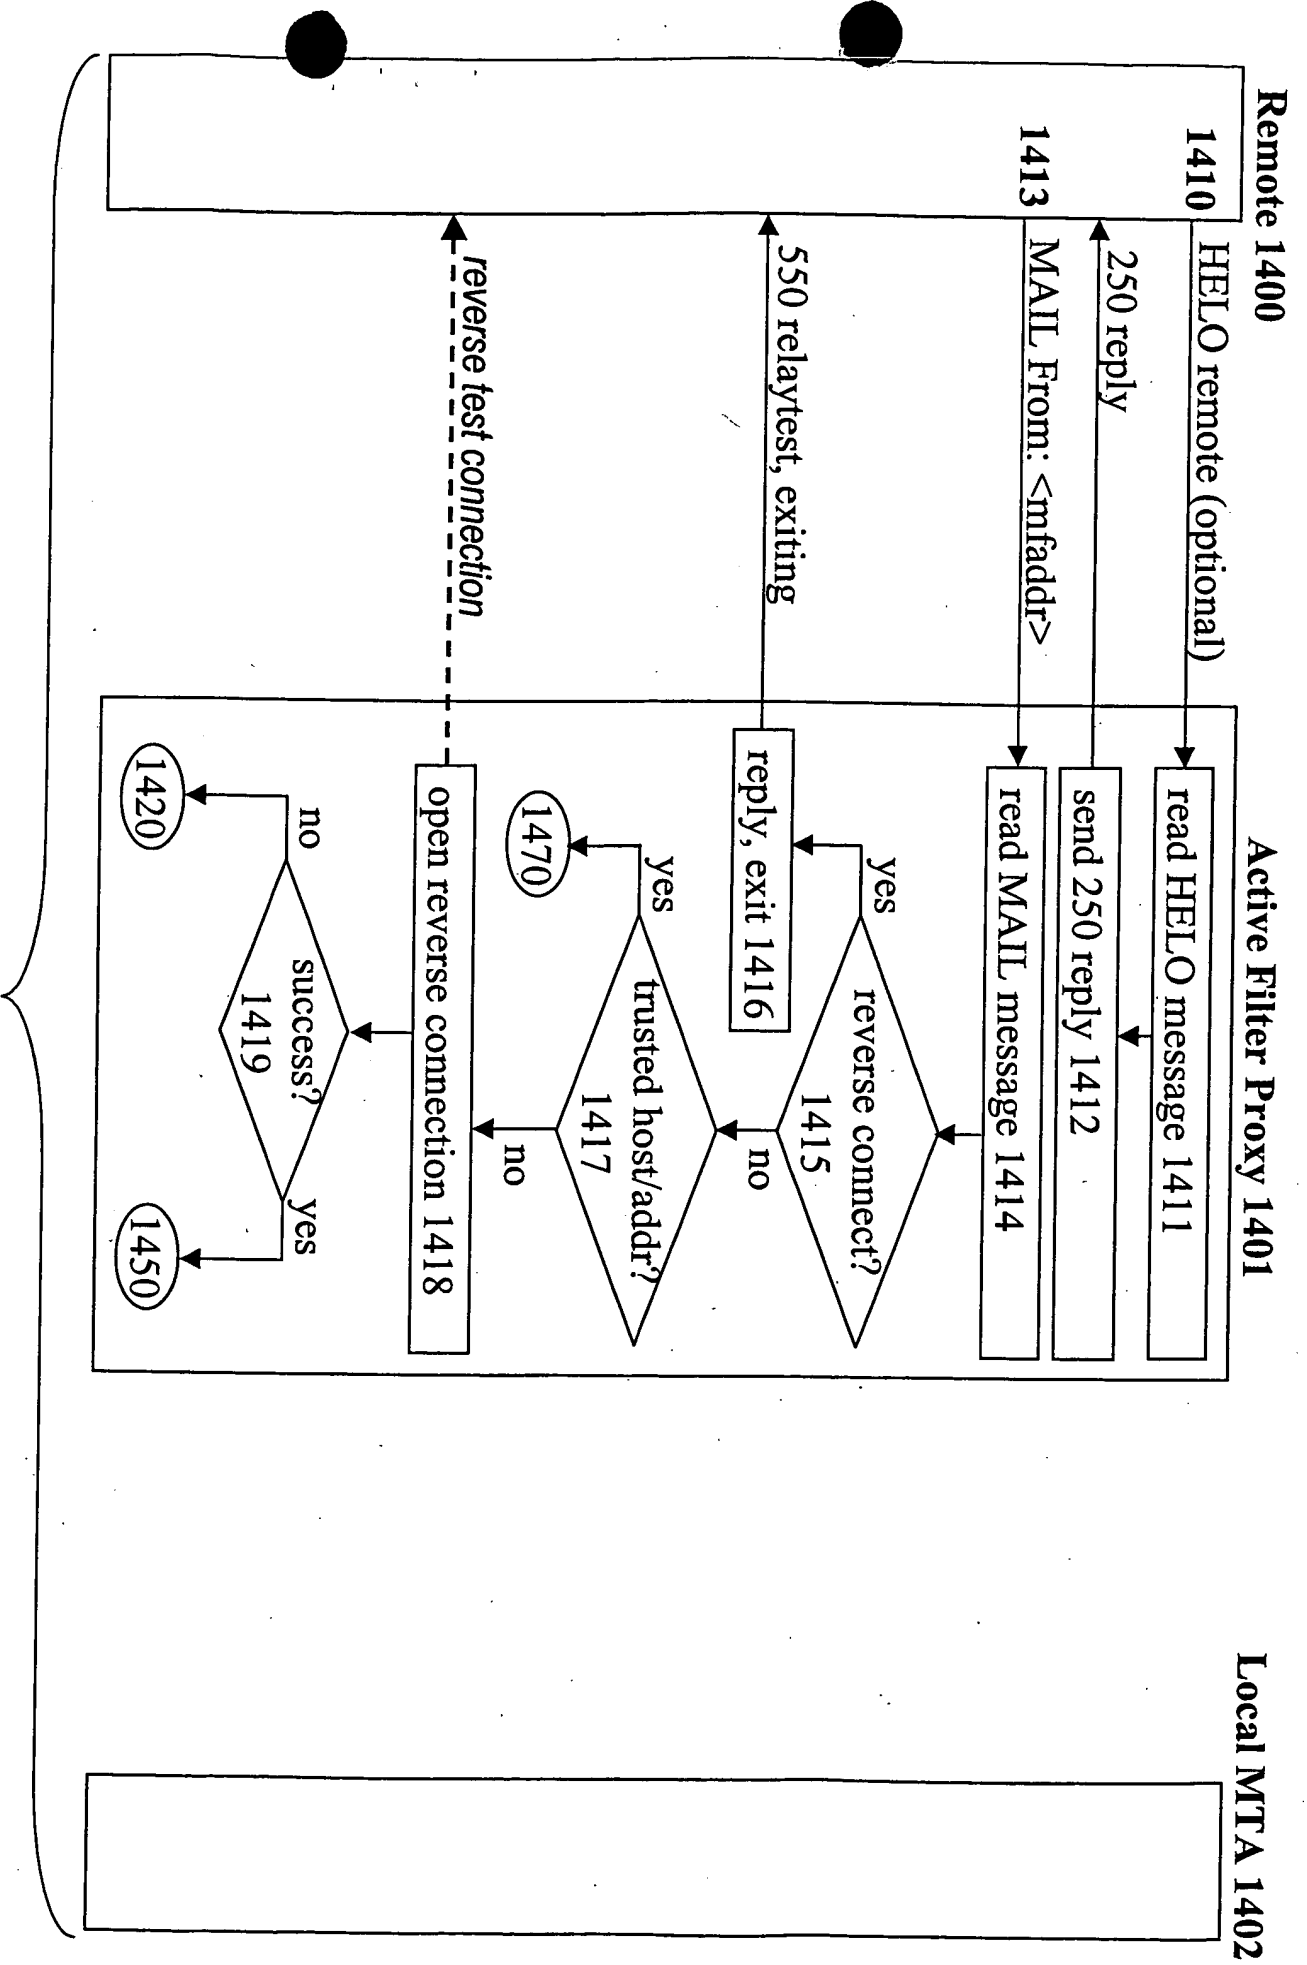 Remote 1400
Active Filter Proxy 1401
Local MTA 1402
1410
HELO remote (optional)
read HELO message 1411
250 reply
send 250 reply 1412
1413
MAIL From: <mfaddr>
read MAIL message 1414
reverse connect?
1415
yes
no
550 relaytest, exiting
reply, exit 1416
trusted host/addr?
1417
yes
no
1470
reverse test connection
open reverse connection 1418
success?
1419
no
yes
1420
1450